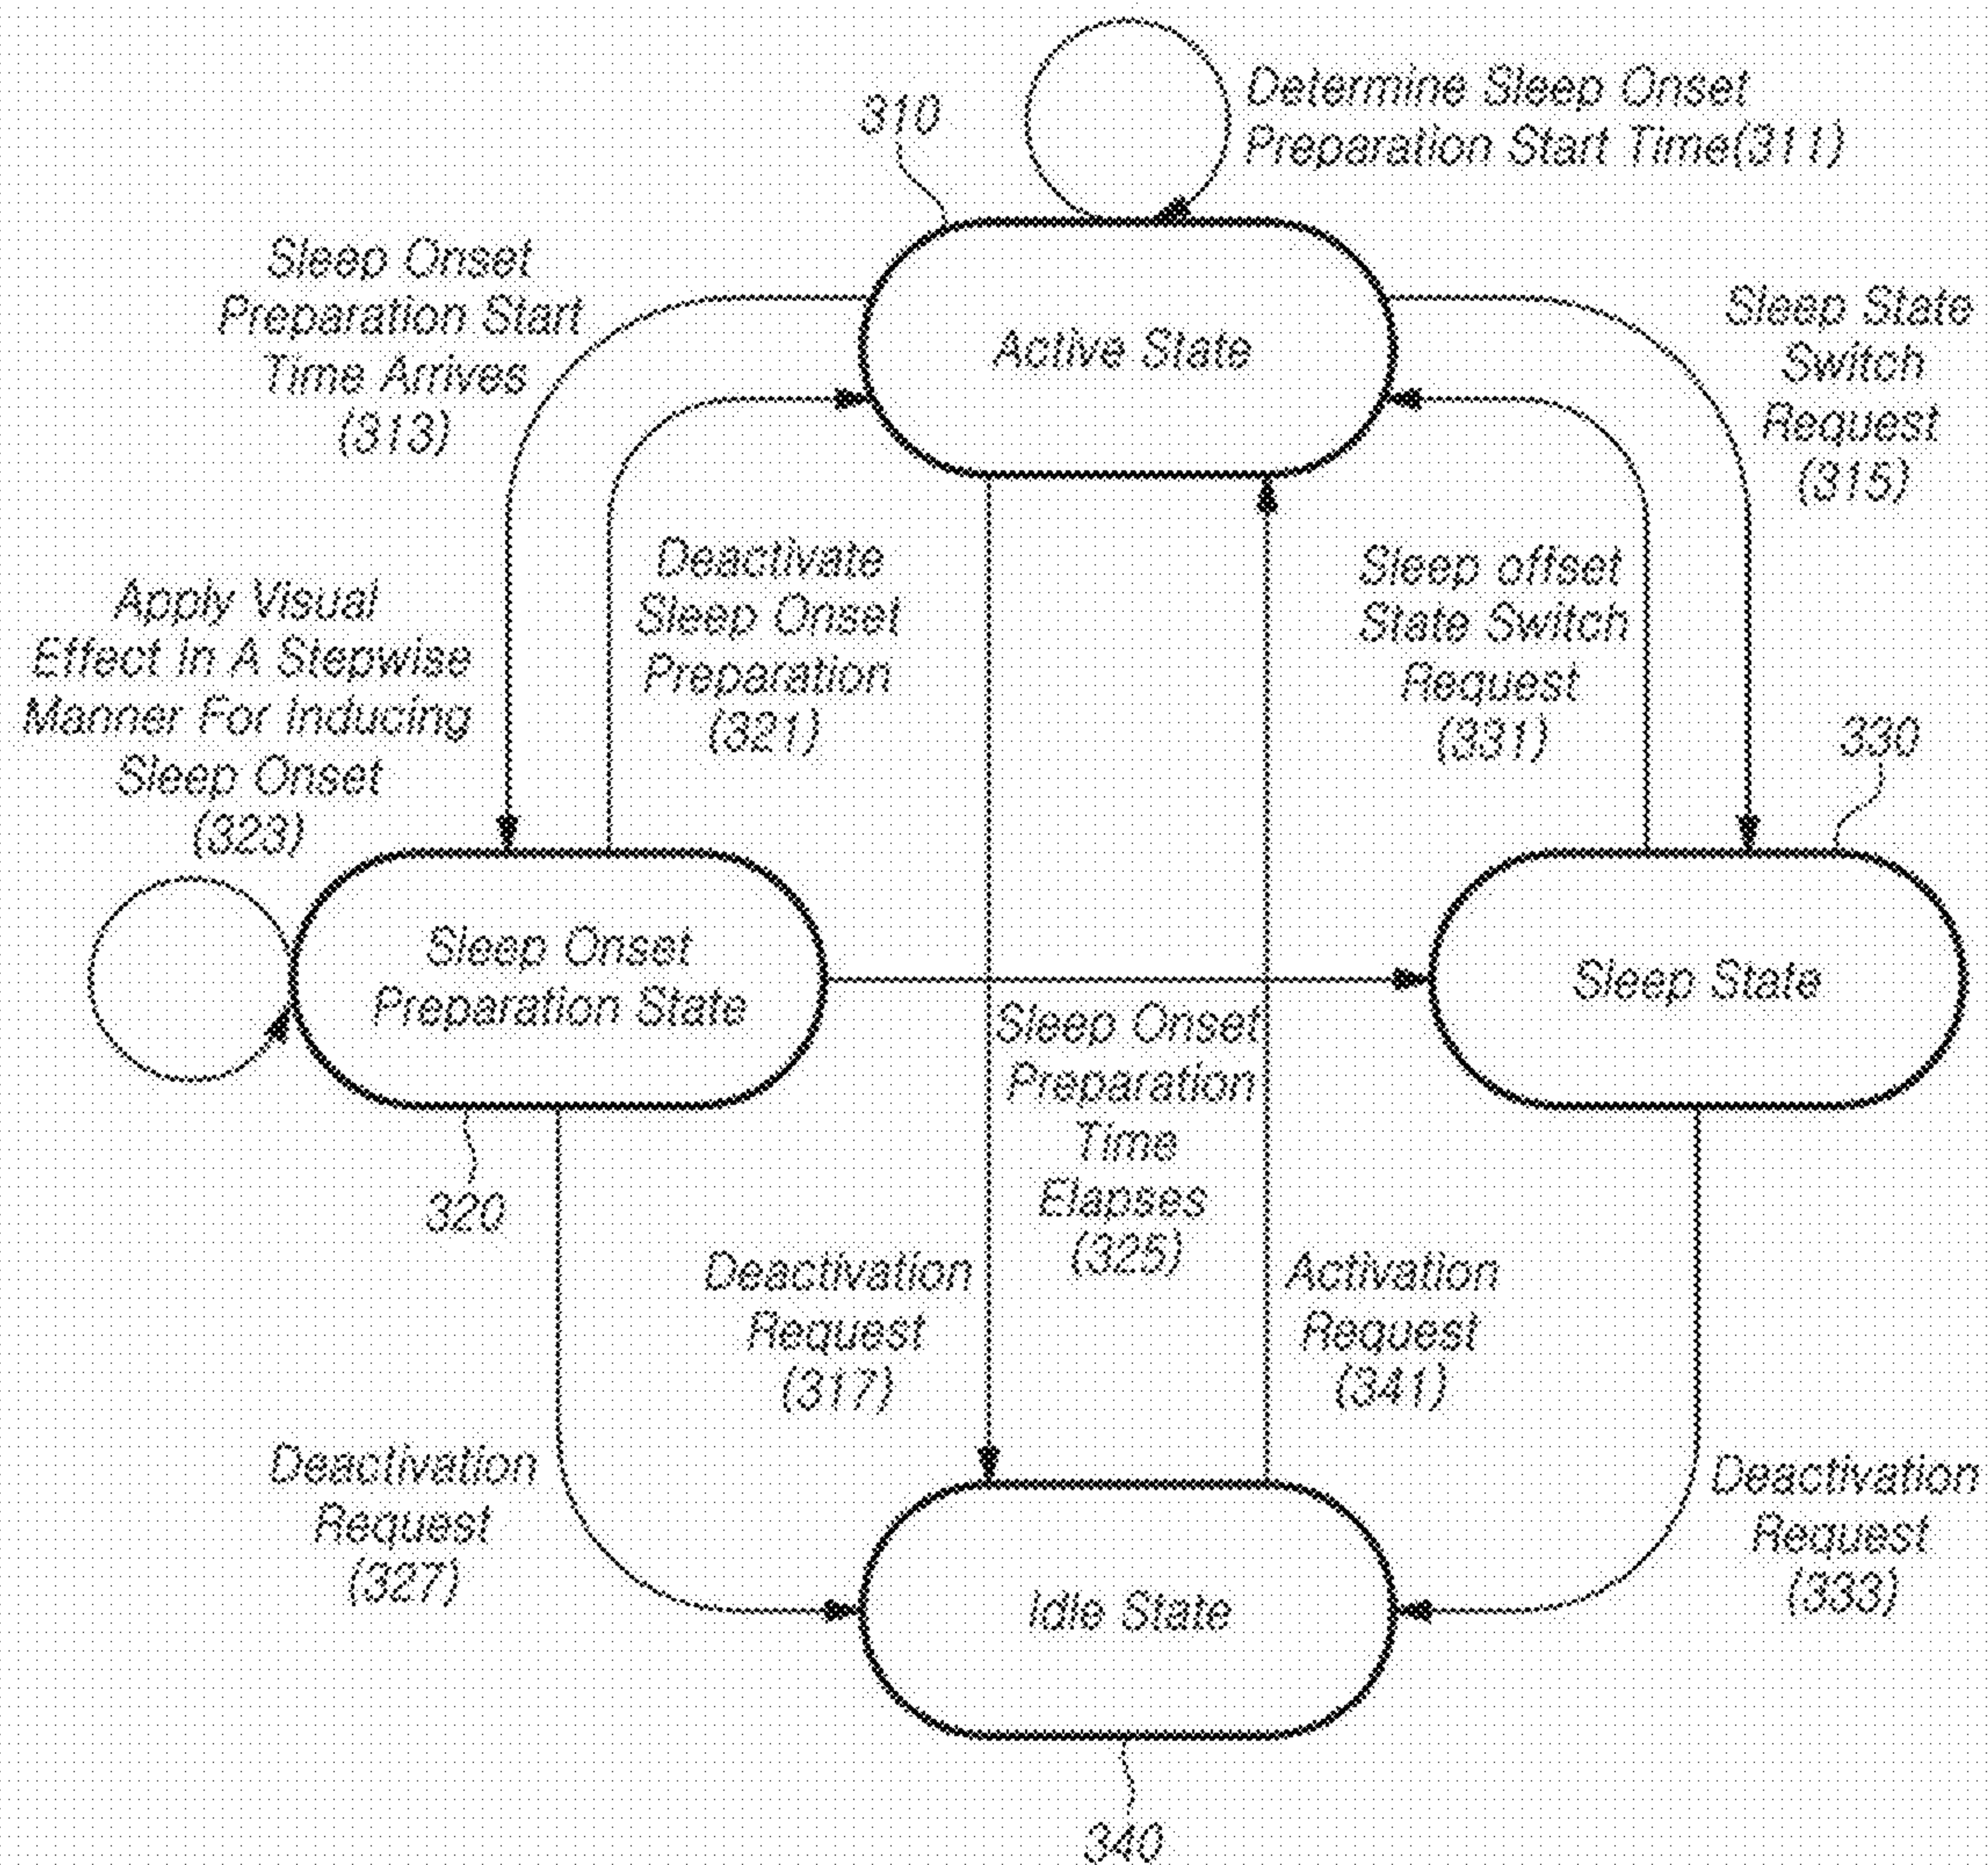 310
Determine Sleep Onset
Preparation Start Time(311)
Sleep Onset
Preparation Start
Time Arrives
(313)
Active State
Sleep State
Switch
Request
(315)
Deactivate
Sleep Onset
Preparation
(321)
Sleep offset
State Switch
Request
(331)
Apply Visual
Effect In A Stepwise
Manner For Inducing
Sleep Onset
(323)
330
Sleep Onset
Preparation State
Sleep State
Sleep Onset
Preparation
Time
Elapses
(325)
320
Deactivation
Request
(317)
Activation
Request
(341)
Deactivation
Request
(327)
Deactivation
Request
(333)
Idle State
340